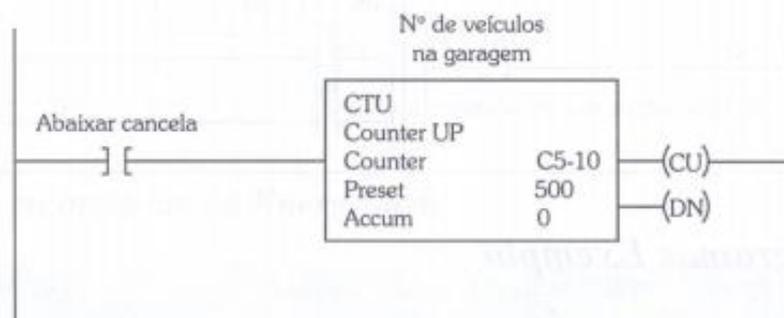 Nº de veículos
na garagem
Abaixar cancela
CTU
Counter UP
Counter C5-10
Preset 500
Accum 0
(CU)
(DN)